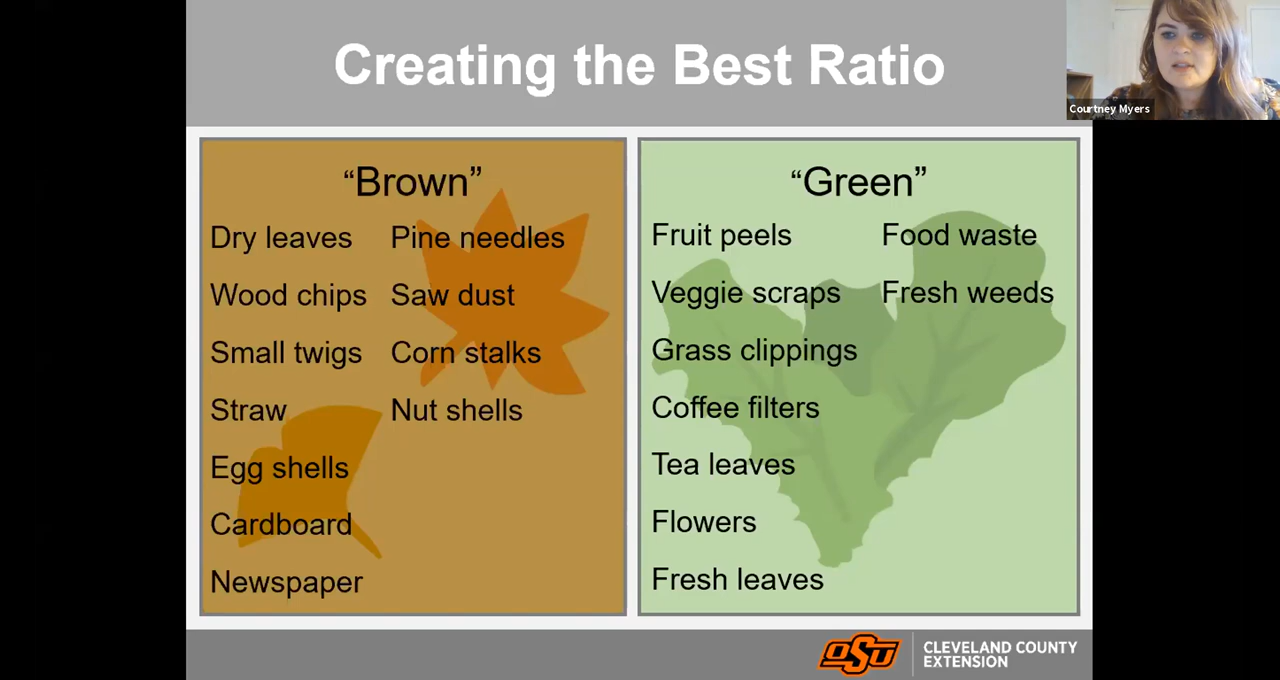 Creating the Best Ratio
Courtney Myers
“Brown”
Dry leaves
Wood chips
Small twigs
Straw
Egg shells
Cardboard
Newspaper
Pine needles
Saw dust
Corn stalks
Nut shells
“Green”
Fruit peels
Veggie scraps
Grass clippings
Coffee filters
Tea leaves
Flowers
Fresh leaves
Food waste
Fresh weeds
OSU
CLEVELAND COUNTY
EXTENSION